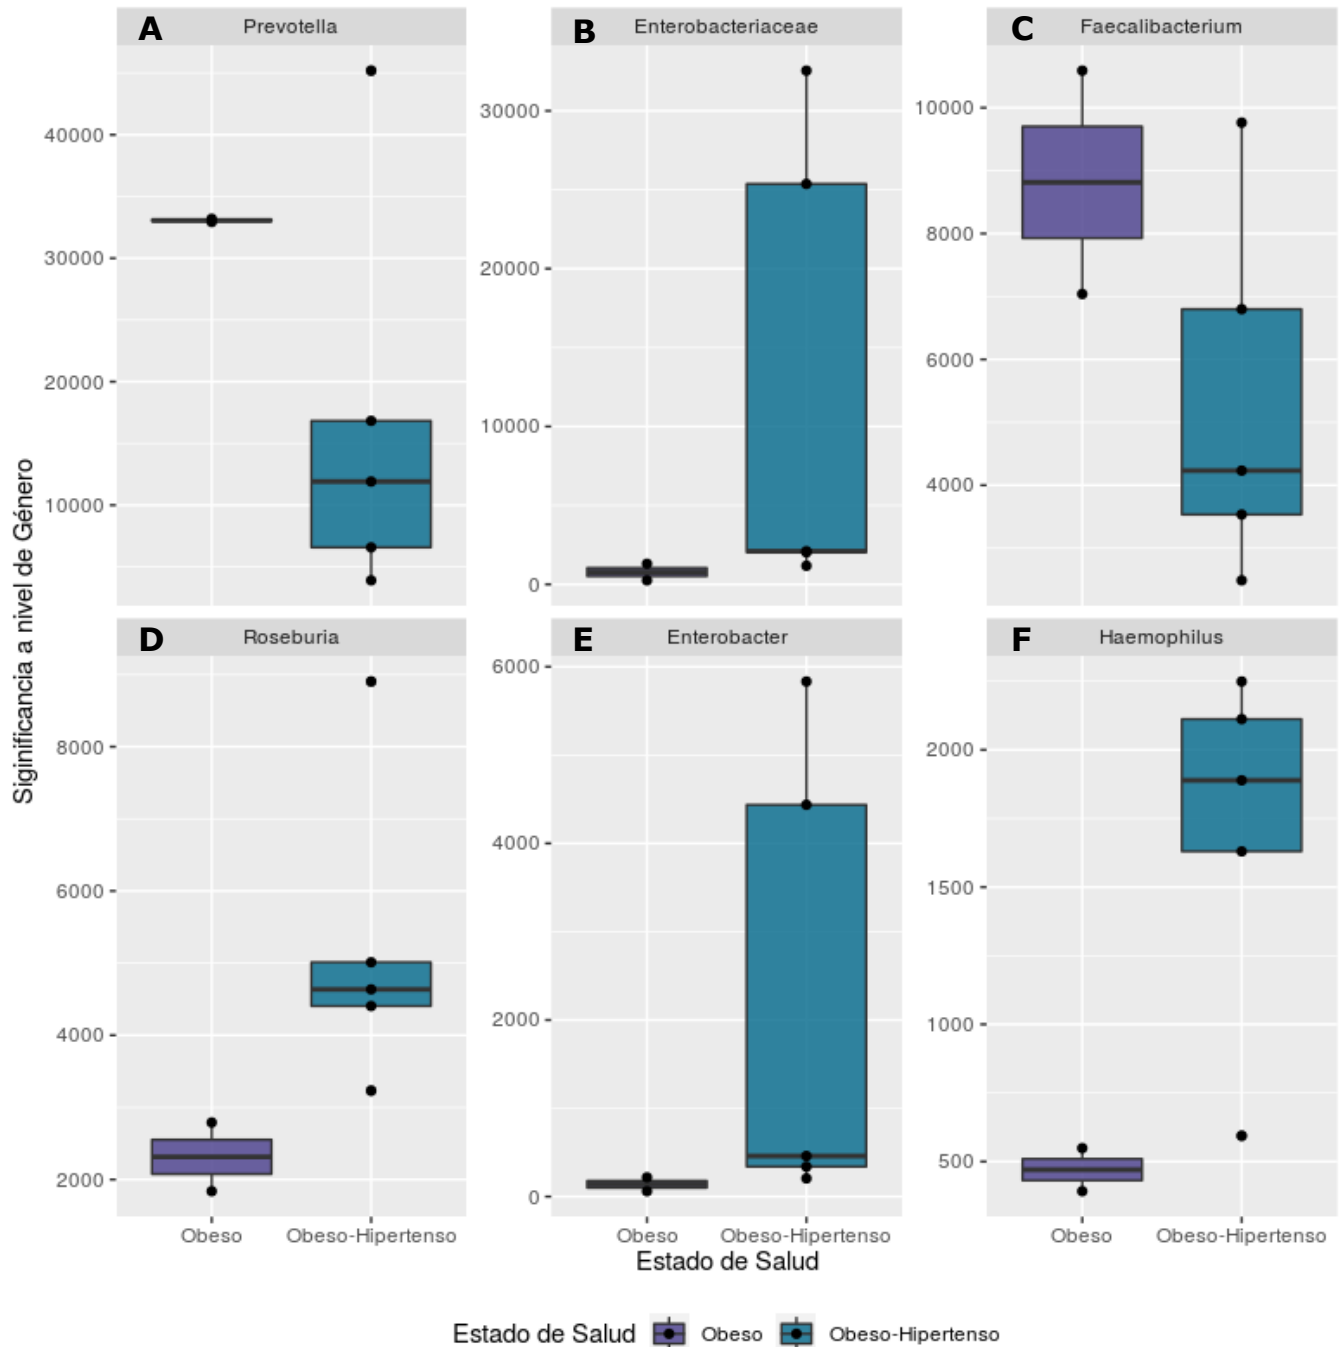 A Prevotella
B Enterobacteriaceae
C Faecalibacterium
40000
30000
20000
10000
30000
20000
10000
0
10000
8000
6000
4000
Siginificancia a nivel de Género
D Roseburia
E Enterobacter
F Haemophilus
8000
6000
4000
2000
6000
4000
2000
0
2000
1500
1000
500
Obeso Obeso-Hipertenso
Obeso Obeso-Hipertenso
Obeso Obeso-Hipertenso
Estado de Salud
Estado de Salud Obeso Obeso-Hipertenso